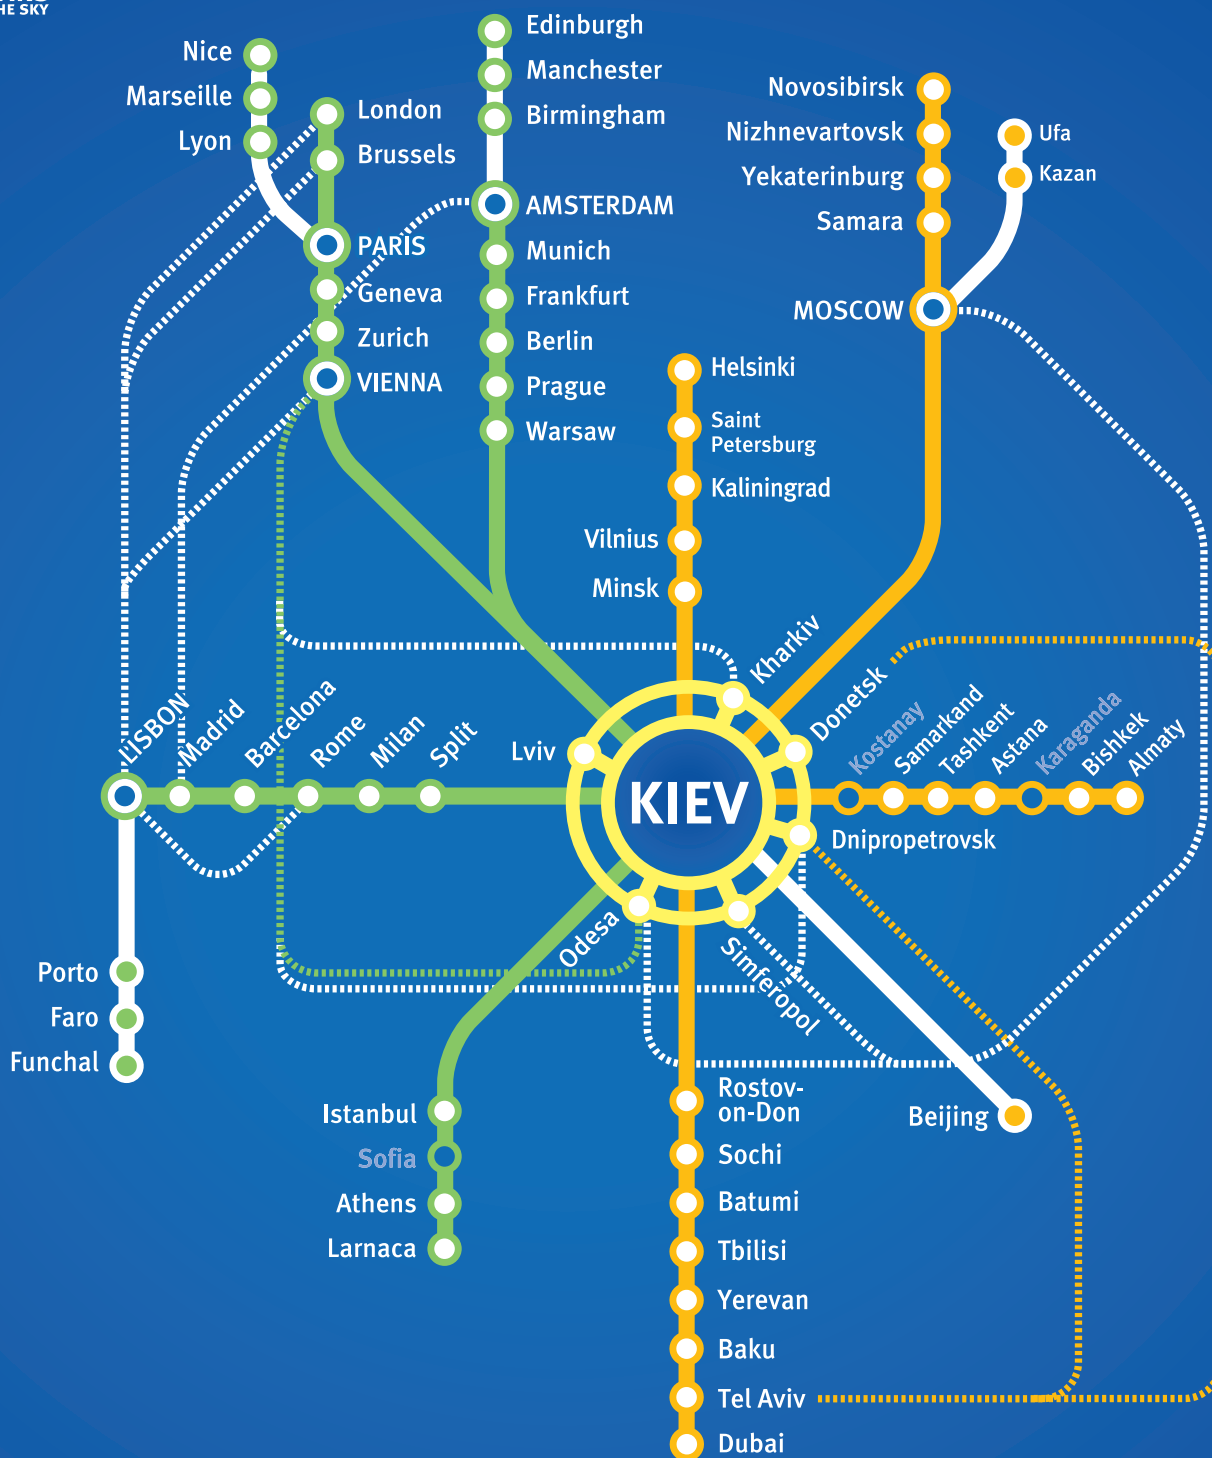 THE SKY
Nice
Marseille
Lyon
London
Brussels
PARIS
Geneva
Zurich
VIENNA
Edinburgh
Manchester
Birmingham
AMSTERDAM
Munich
Frankfurt
Berlin
Prague
Warsaw
Novosibirsk
Nizhnevartovsk
Yekaterinburg
Samara
MOSCOW
Ufa
Kazan
Helsinki
Saint
Petersburg
Kaliningrad
Vilnius
Minsk
LISBON
Madrid
Barcelona
Rome
Milan
Split
Lviv
KIEV
Kharkiv
Donetsk
Kostanay
Samarkand
Tashkent
Astana
Karaganda
Bishkek
Almaty
Dnipropetrovsk
Odesa
Simferopol
Porto
Faro
Funchal
Istanbul
Sofia
Athens
Larnaca
Rostov-
on-Don
Sochi
Batumi
Tbilisi
Yerevan
Baku
Tel Aviv
Dubai
Beijing